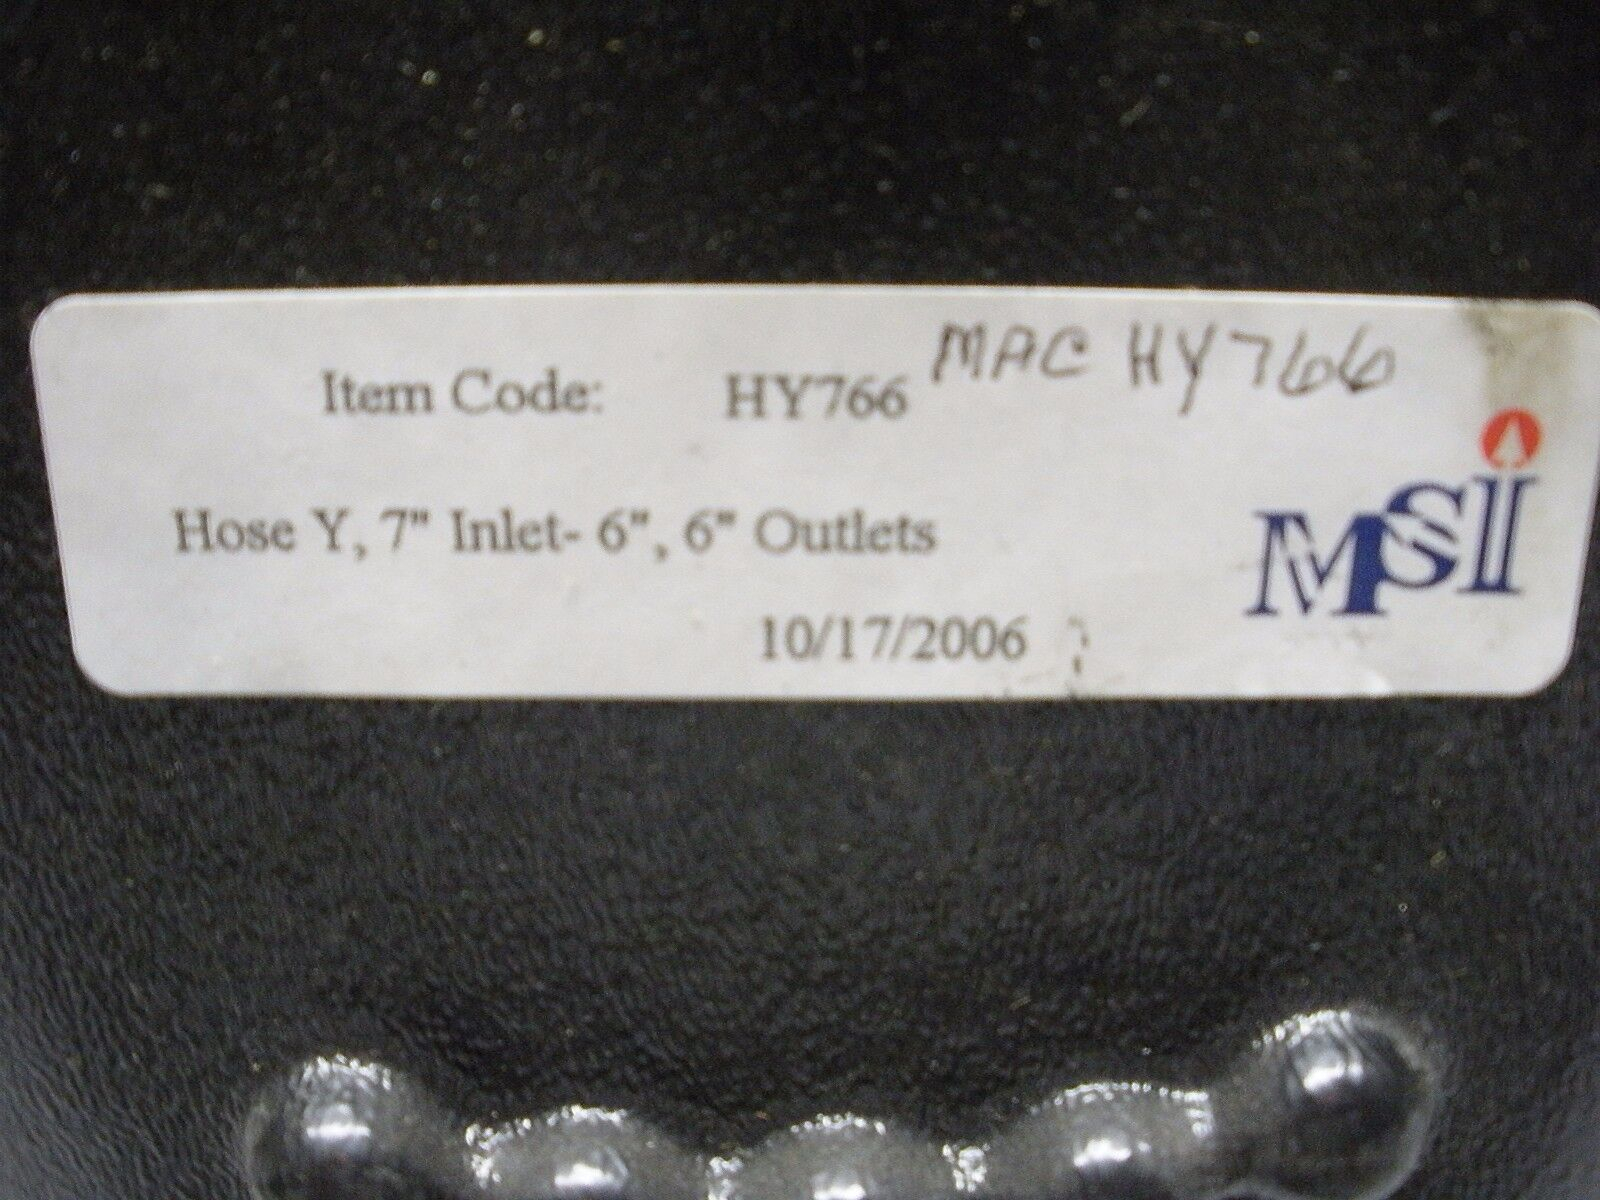 Item Code: HY766 MAC HY766
Hose Y, 7" Inlet- 6", 6" Outlets
MSI
10/17/2006